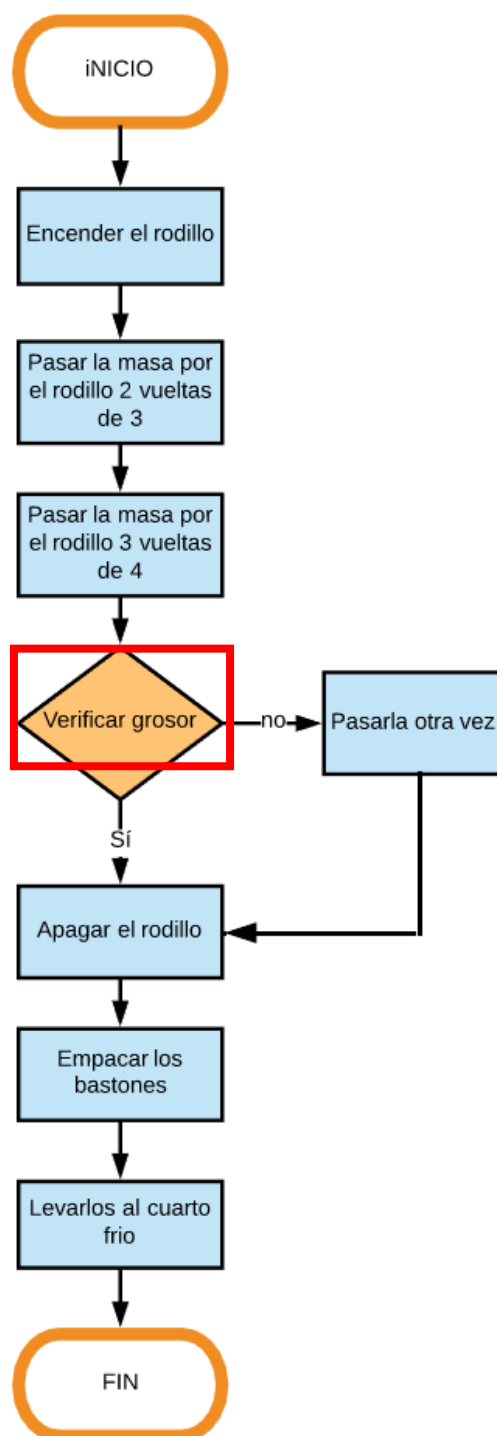 iNICIO
Encender el rodillo
Pasar la masa por
el rodillo 2 vueltas
de 3
Pasar la masa por
el rodillo 3 vueltas
de 4
Verificar grosor
no
Pasarla otra vez
Sí
Apagar el rodillo
Empacar los
bastones
Levarlos al cuarto
frio
FIN